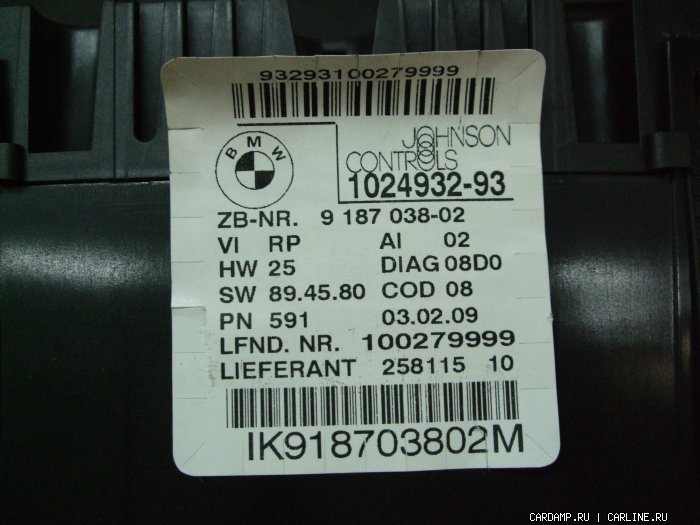 93293100279999
BMW
JOHNSON
CONTROLS
1024932-93
ZB-NR. 9 187 038-02
VI RP AI 02
HW 25 DIAG 08D0
SW 89.45.80 COD 08
PN 591 03.02.09
LFND. NR. 100279999
LIEFERANT 258115 10
IK918703802M
CARDAMP.RU | CARLINE.RU